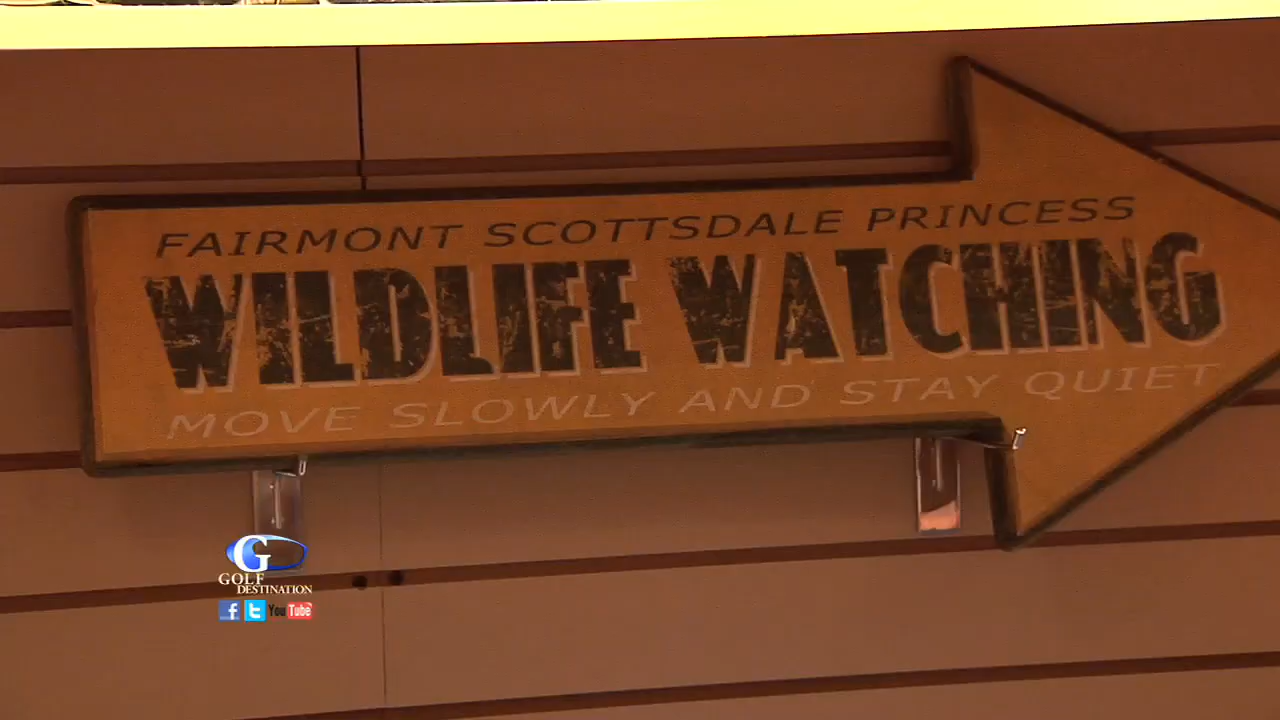 FAIRMONT SCOTTSDALE PRINCESS
WILDLIFE WATCHING
MOVE SLOWLY AND STAY QUIET
G
GOLF
DESTINATION
f t You Tube